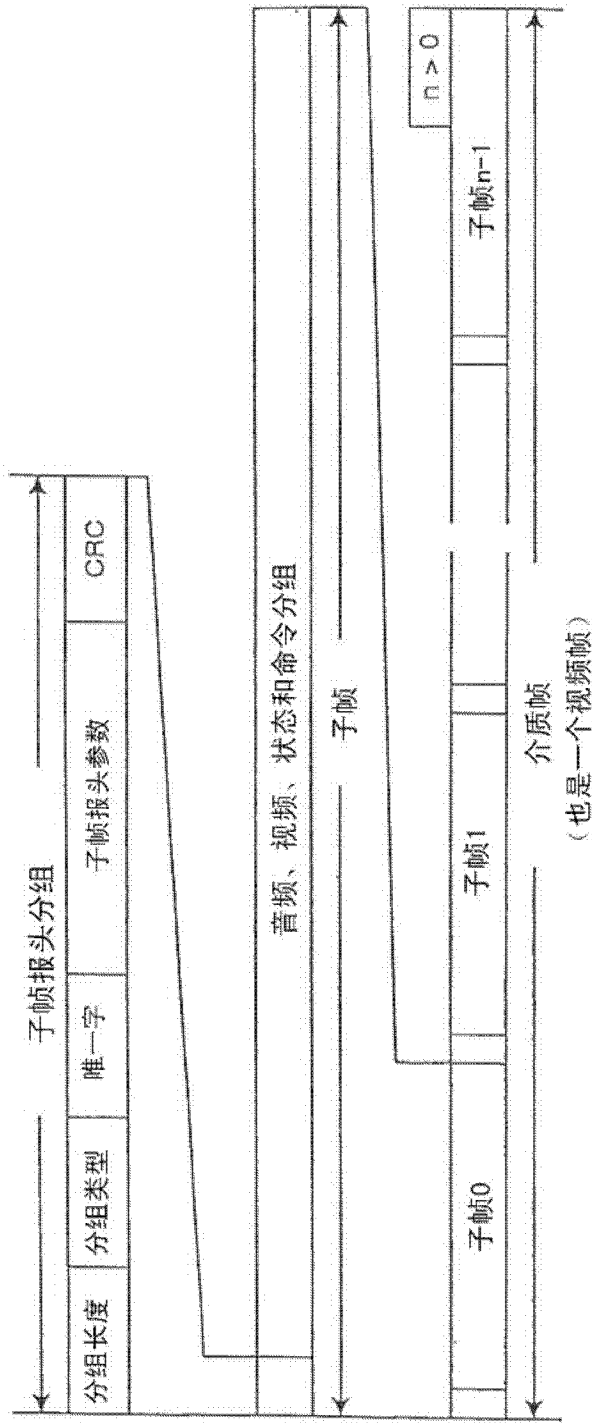 子帧报头分组
分组长度
分组类型
唯一字
子帧报头参数
CRC
音频、视频、状态和命令分组
子帧
n > 0
子帧0
子帧1
子帧n-1
介质帧
(也是一个视频帧)